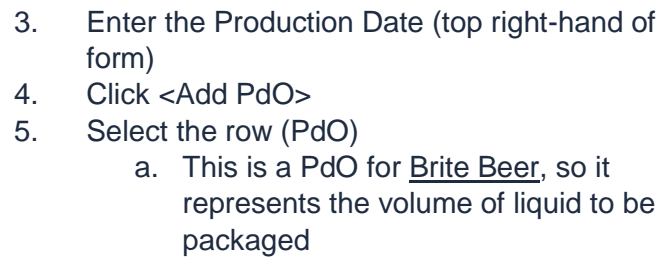 3. Enter the Production Date (top right-hand of
form)
4. Click <Add PdO>
5. Select the row (PdO)
a. This is a PdO for Brite Beer, so it
represents the volume of liquid to be
packaged